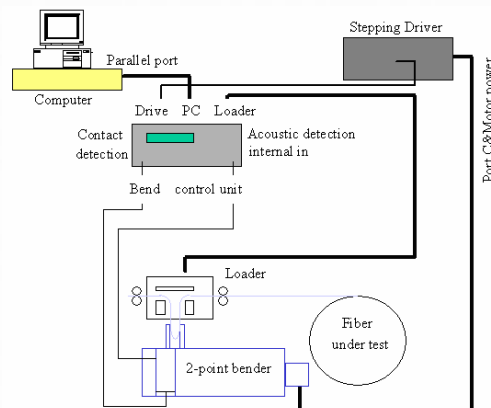 Stepping Driver
Parallel port
Computer
Drive PC Loader
Contact
detection
Acoustic detection
internal in
Bend control unit
Port C&Motor power
Loader
Fiber
under test
2-point bender